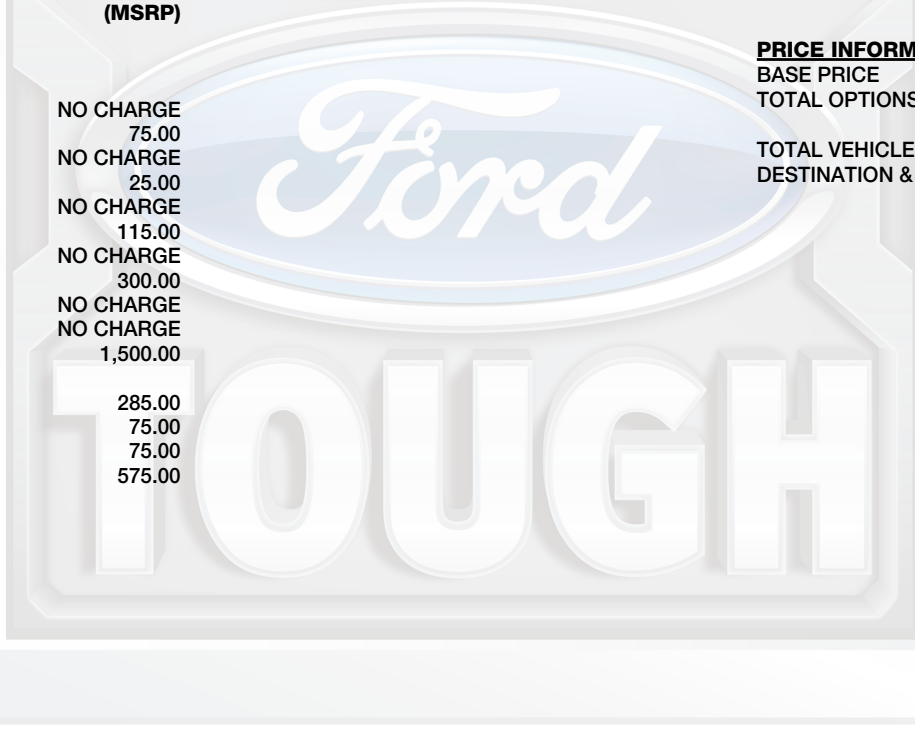 (MSRP)
NO CHARGE
75.00
NO CHARGE
25.00
NO CHARGE
115.00
NO CHARGE
300.00
NO CHARGE
NO CHARGE
1,500.00
285.00
75.00
75.00
575.00
PRICE INFORM
BASE PRICE
TOTAL OPTIONS
TOTAL VEHICLE
DESTINATION &
Ford
TOUGH